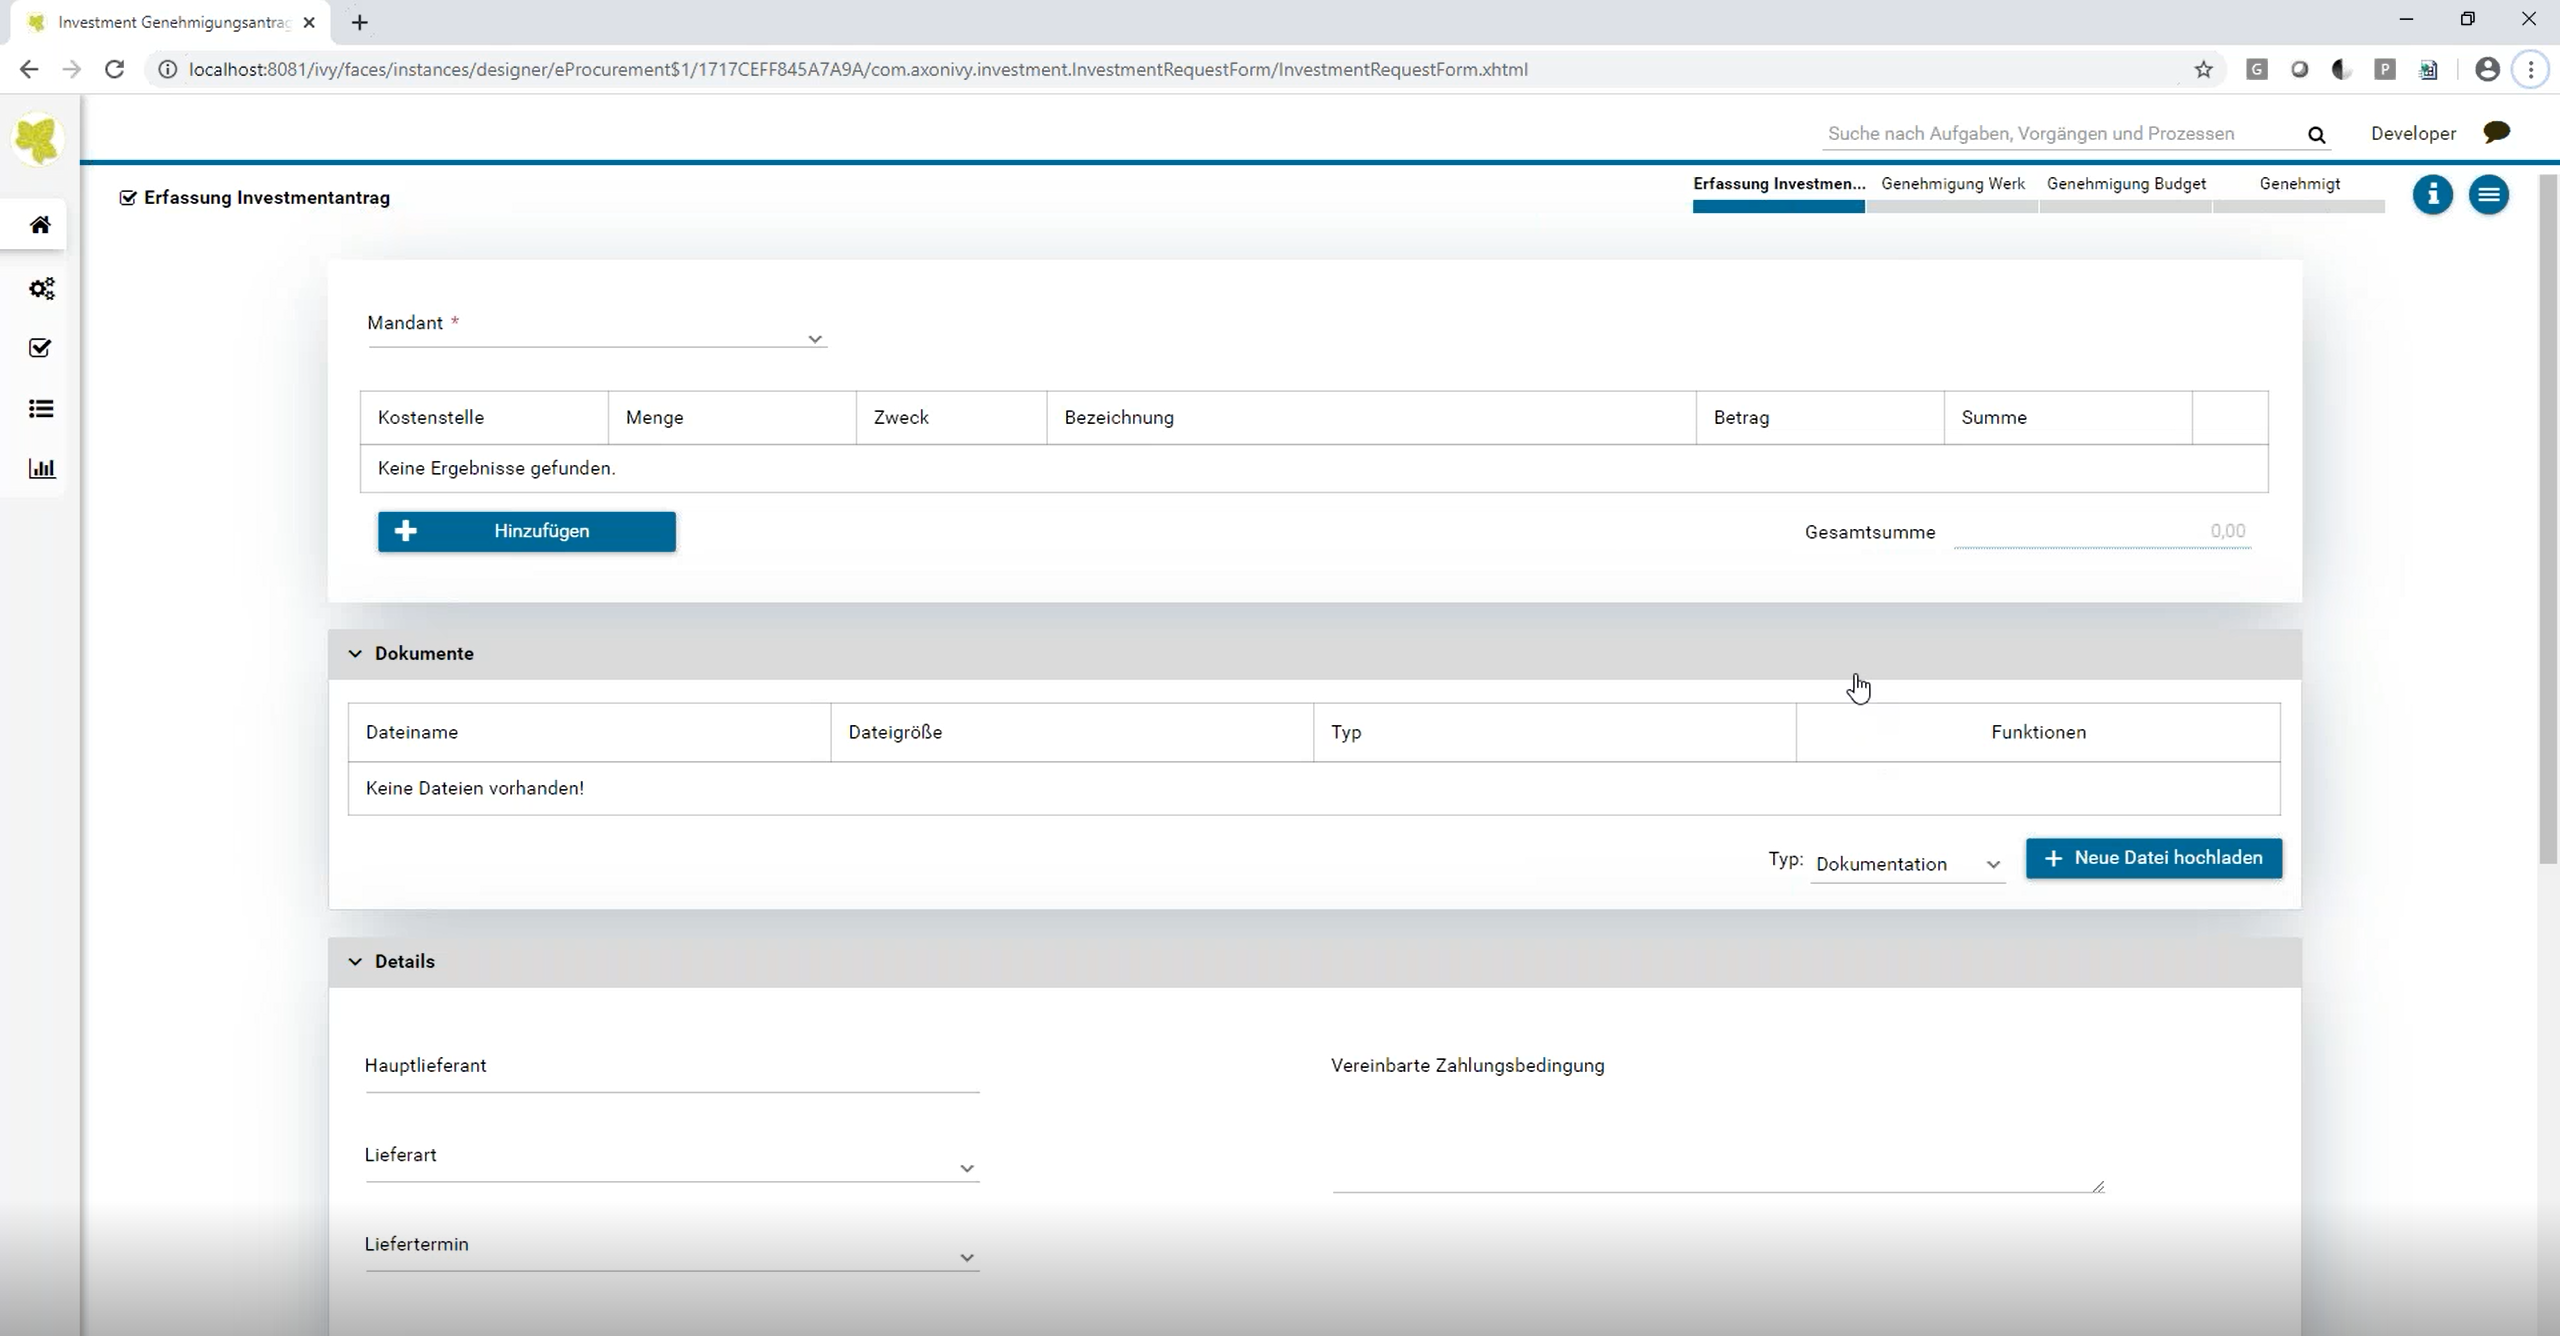 Investment Genehmigungsantrag
localhost:8081/ivy/faces/instances/designer/eProcurement$1/1717CEFF845A7A9A/com.axonivy.investment.InvestmentRequestForm/InvestmentRequestForm.xhtml
G
P
Suche nach Aufgaben, Vorgängen und Prozessen
Developer
Erfassung Investmentantrag
Erfassung Investmen... Genehmigung Werk Genehmigung Budget Genehmigt
Mandant *
Kostenstelle Menge Zweck Bezeichnung Betrag Summe
Keine Ergebnisse gefunden.
Hinzufügen
Gesamtsumme 0,00
Dokumente
Dateiname Dateigröße Typ Funktionen
Keine Dateien vorhanden!
Typ: Dokumentation
Neue Datei hochladen
Details
Hauptlieferant
Vereinbarte Zahlungsbedingung
Lieferart
Liefertermin